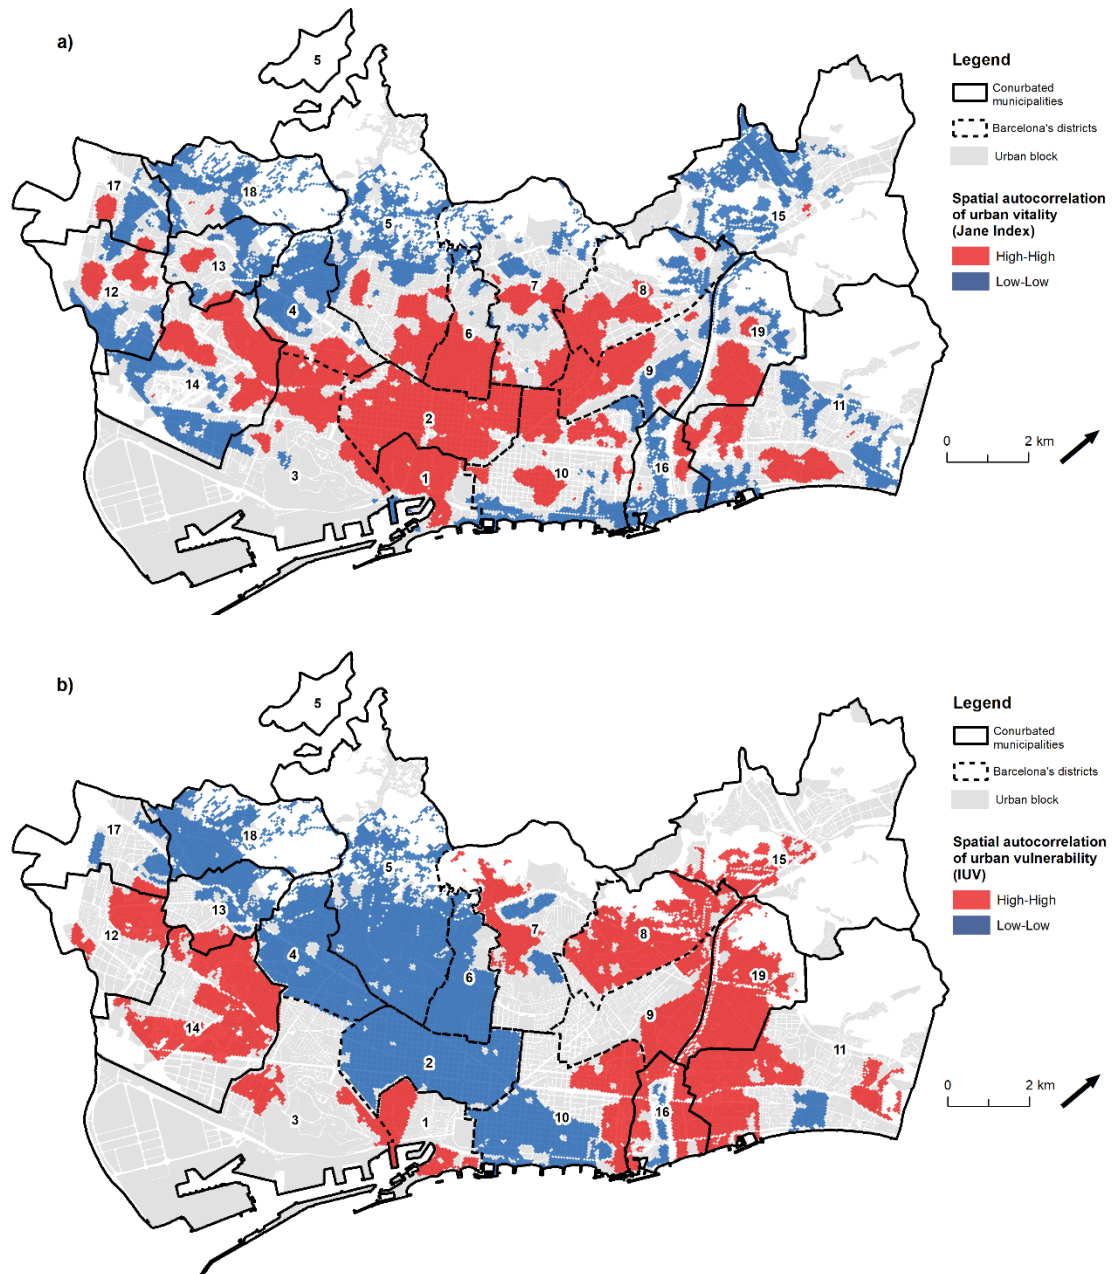 a)
5
Legend
Conurbated
municipalities
Barcelona's districts
Urban block
Spatial autocorrelation
of urban vitality
(Jane Index)
High-High
Low-Low
17
18
5
15
13
12
4
7
8
6
19
14
9
2
11
0 2 km
10
16
3
1
b)
5
Legend
Conurbated
municipalities
Barcelona's districts
Urban block
Spatial autocorrelation
of urban vulnerability
(IUV)
High-High
Low-Low
17
18
5
15
13
12
4
7
8
6
19
14
9
2
11
0 2 km
10
16
3
1